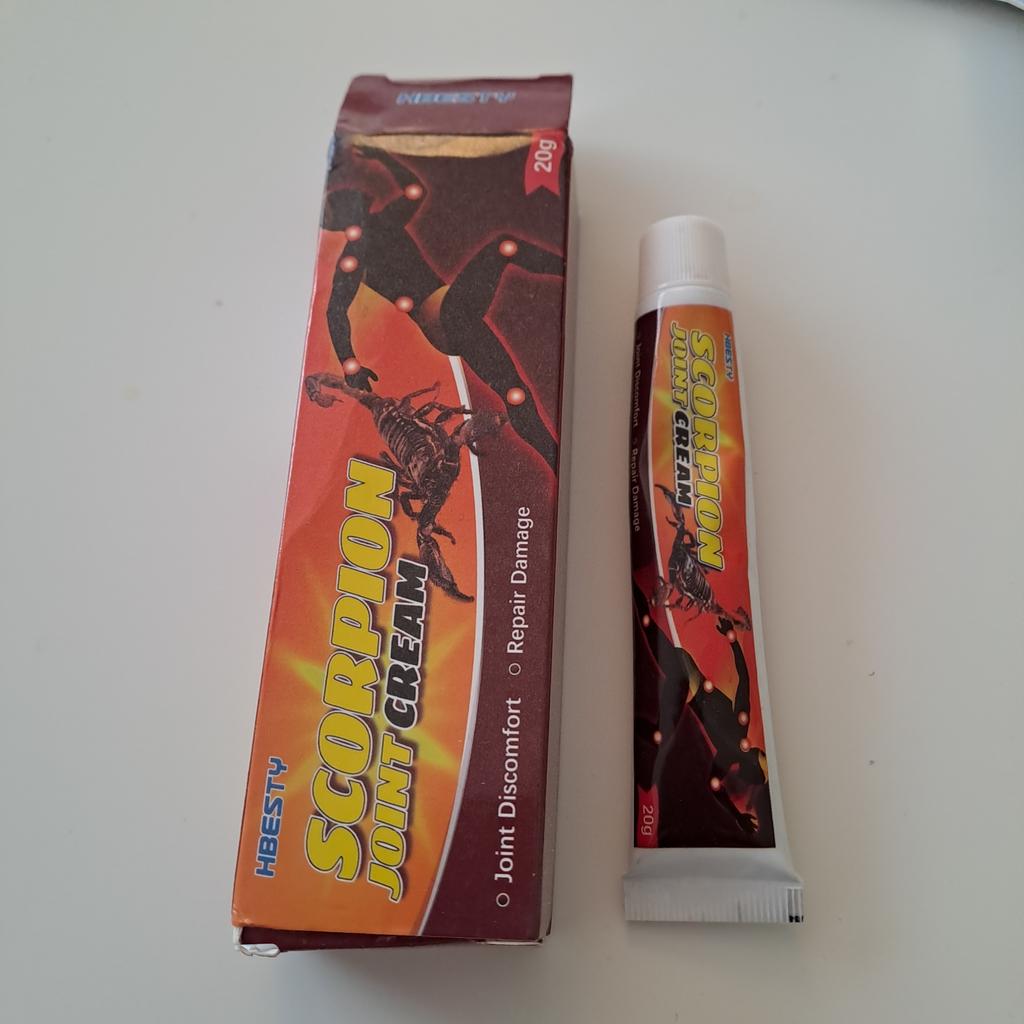 HBESTY
20g
HBESTY
SCORPION
JOINT CREAM
○ Joint Discomfort ○ Repair Damage
HBESTY
SCORPION
JOINT CREAM
○ Joint Discomfort ○ Repair Damage
20g